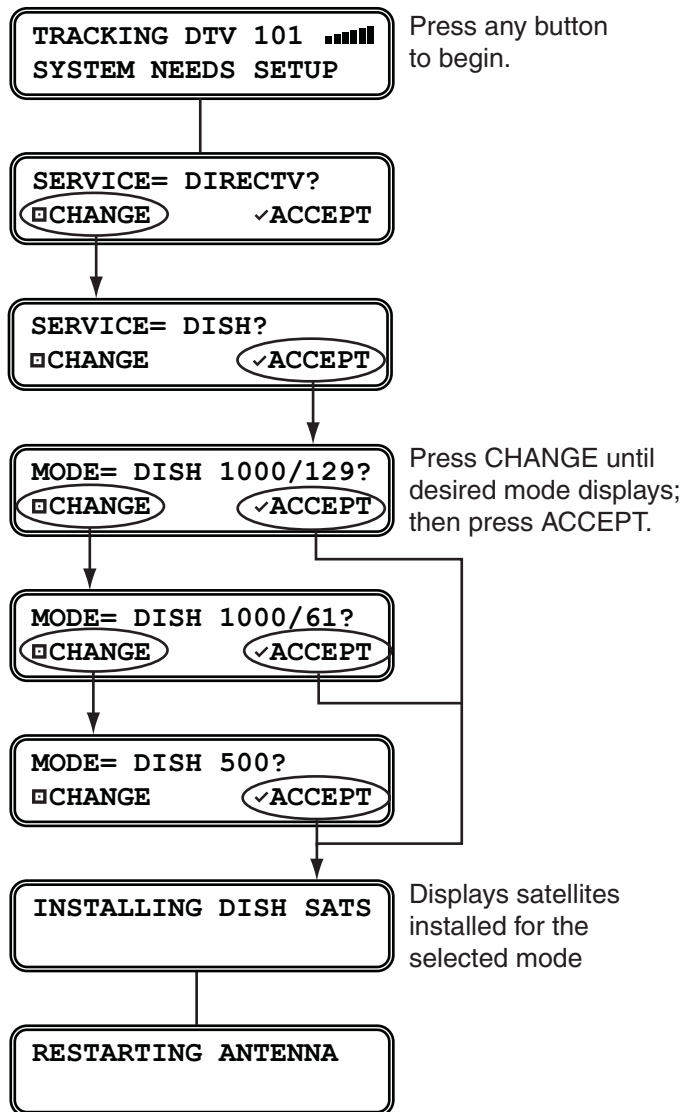 TRACKING DTV 101
SYSTEM NEEDS SETUP
Press any button
to begin.
SERVICE= DIRECTV?
CHANGE ✓ACCEPT
SERVICE= DISH?
CHANGE ✓ACCEPT
MODE= DISH 1000/129?
CHANGE ✓ACCEPT
Press CHANGE until
desired mode displays;
then press ACCEPT.
MODE= DISH 1000/61?
CHANGE ✓ACCEPT
MODE= DISH 500?
CHANGE ✓ACCEPT
INSTALLING DISH SATS
Displays satellites
installed for the
selected mode
RESTARTING ANTENNA